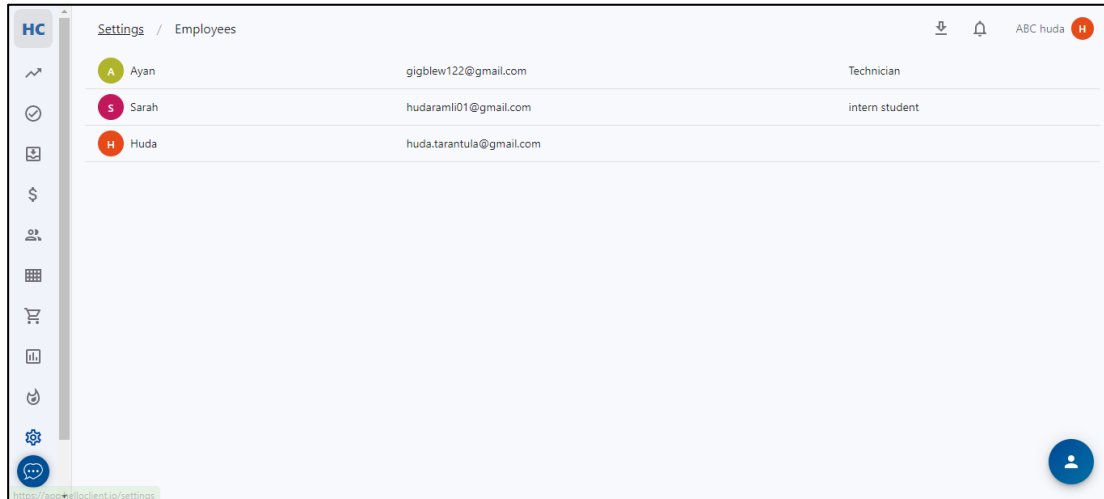 HC
Settings / Employees
ABC huda H
A Ayan gigblew122@gmail.com Technician
S Sarah hudaramli01@gmail.com intern student
H Huda huda.tarantula@gmail.com